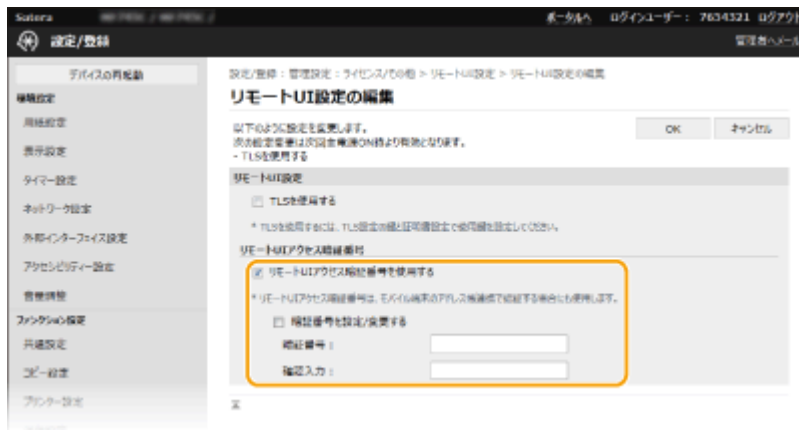 Satera
ポータルへ ログインユーザー： 7634321 ログアウト
設定/登録
管理者へメール
デバイスの再起動
設定/登録 : 管理設定 : ライセンス/その他 > リモートUI設定 > リモートUI設定の編集
環境設定
リモートUI設定の編集
用紙設定
以下のように設定を変更します。
OK キャンセル
次の設定変更は次回主電源ON時より有効となります。
- TLSを使用する
表示設定
リモートUI設定
タイマー設定
TLSを使用する
ネットワーク設定
* TLSを使用するには、TLS設定の鍵と証明書設定で使用鍵を設定してください。
外部インターフェイス設定
リモートUIアクセス暗証番号
アクセシビリティー設定
リモートUIアクセス暗証番号を使用する
音量調整
* リモートUIアクセス暗証番号は、モバイル端末のアドレス帳連携で認証する場合にも使用します。
ファンクション設定
暗証番号を設定/変更する
共通設定
暗証番号 :
コピー設定
確認入力 :
プリンター設定